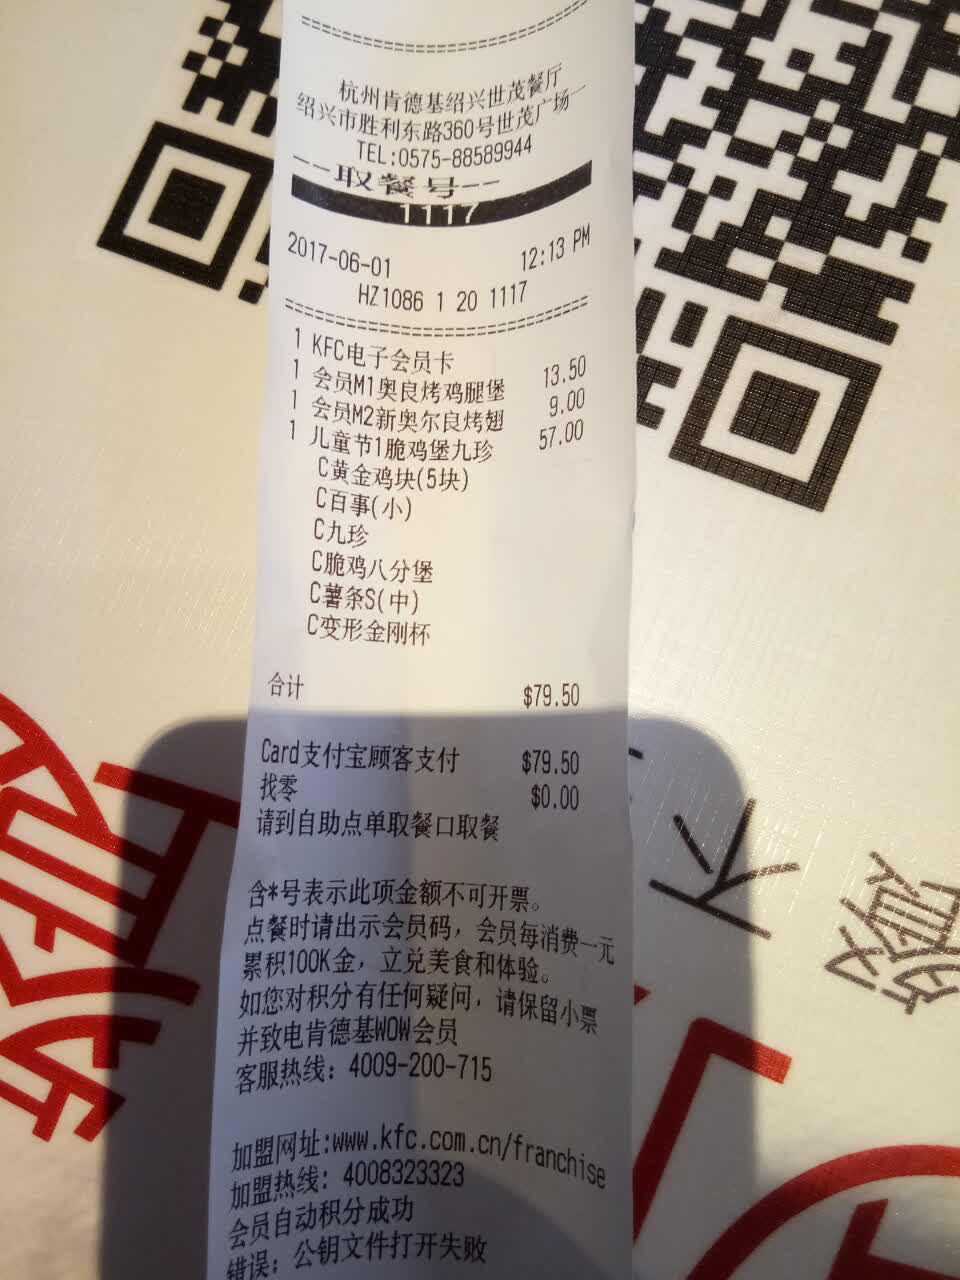 杭州肯德基绍兴世茂餐厅
绍兴市胜利东路360号世茂广场一
TEL:0575-88589944
--取餐号--
1117
2017-06-01 12:13 PM
HZ1086 1 20 1117
1 KFC电子会员卡
1 会员M1奥良烤鸡腿堡 13.50
1 会员M2新奥尔良烤翅 9.00
1 儿童节1脆鸡堡九珍 57.00
C黄金鸡块(5块)
C百事(小)
C九珍
C脆鸡八分堡
C薯条S(中)
C变形金刚杯
合计 $79.50
Card支付宝顾客支付 $79.50
找零 $0.00
请到自助点单取餐口取餐
含*号表示此项金额不可开票。
点餐时请出示会员码，会员每消费一元
累积100K金，立兑美食和体验。
如您对积分有任何疑问，请保留小票
并致电肯德基WOW会员
客服热线：4009-200-715
加盟网址:www.kfc.com.cn/franchise
加盟热线：4008323323
会员自动积分成功
错误：公钥文件打开失败
不